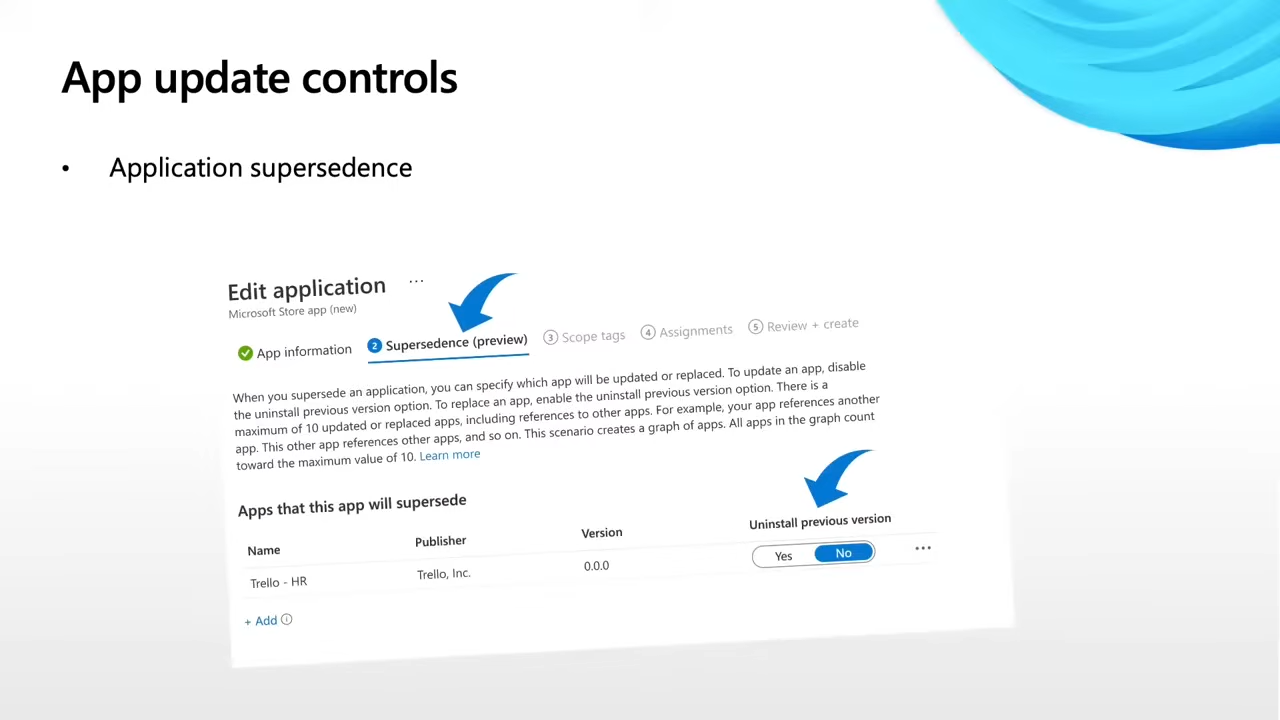 App update controls
• Application supersedence
Edit application ...
Microsoft Store app (new)
App information 2 Supersedence (preview) 3 Scope tags 4 Assignments 5 Review + create
When you supersede an application, you can specify which app will be updated or replaced. To update an app, disable
the uninstall previous version option. To replace an app, enable the uninstall previous version option. There is a
maximum of 10 updated or replaced apps, including references to other apps. For example, your app references another
app. This other app references other apps, and so on. This scenario creates a graph of apps. All apps in the graph count
toward the maximum value of 10. Learn more
Apps that this app will supersede
Name Publisher Version Uninstall previous version
Trello - HR Trello, Inc. 0.0.0 Yes No ...
+ Add